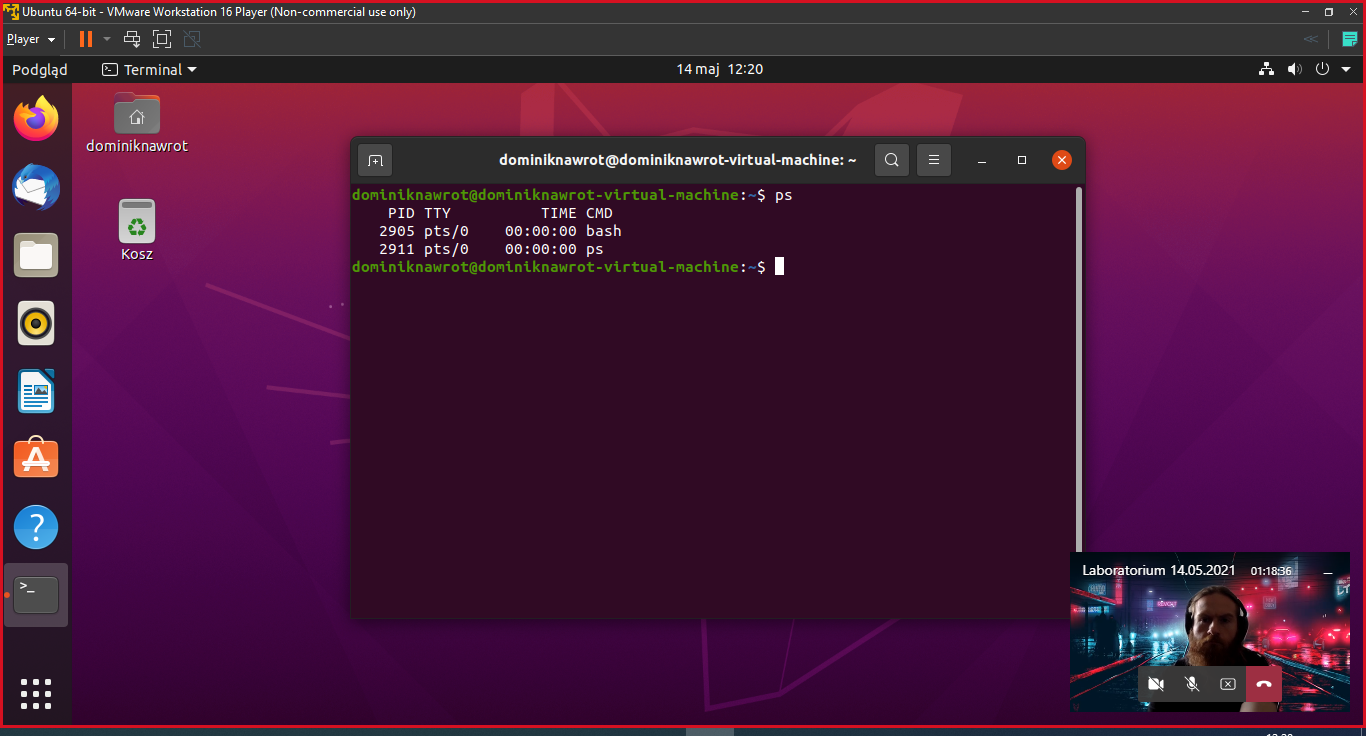 Ubuntu 64-bit - VMware Workstation 16 Player (Non-commercial use only)
Player
Podgląd
Terminal
14 maj 12:20
dominiknawrot
Kosz
dominiknawrot@dominiknawrot-virtual-machine: ~
dominiknawrot@dominiknawrot-virtual-machine:~$ ps
    PID TTY          TIME CMD
   2905 pts/0    00:00:00 bash
   2911 pts/0    00:00:00 ps
dominiknawrot@dominiknawrot-virtual-machine:~$
Laboratorium 14.05.2021 01:18:36